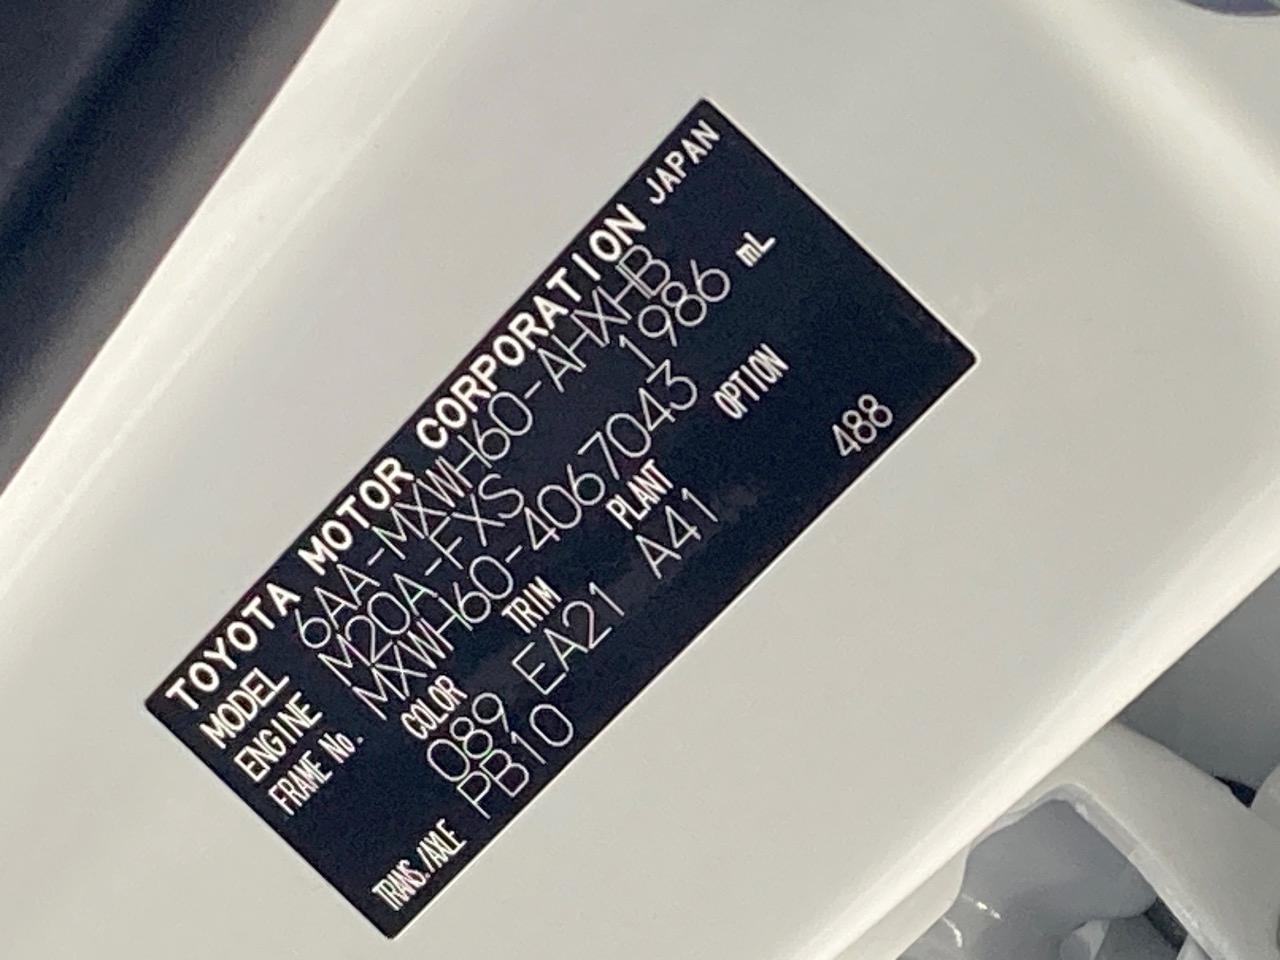 TOYOTA MOTOR CORPORATION JAPAN
MODEL 6AA-MXWH60-AHXHB
ENGINE M20A-FXS 1986 mL
FRAME No. MXWH60-4067043
COLOR TRIM PLANT OPTION
089 EA21 A41 488
TRANS./AXLE PB10